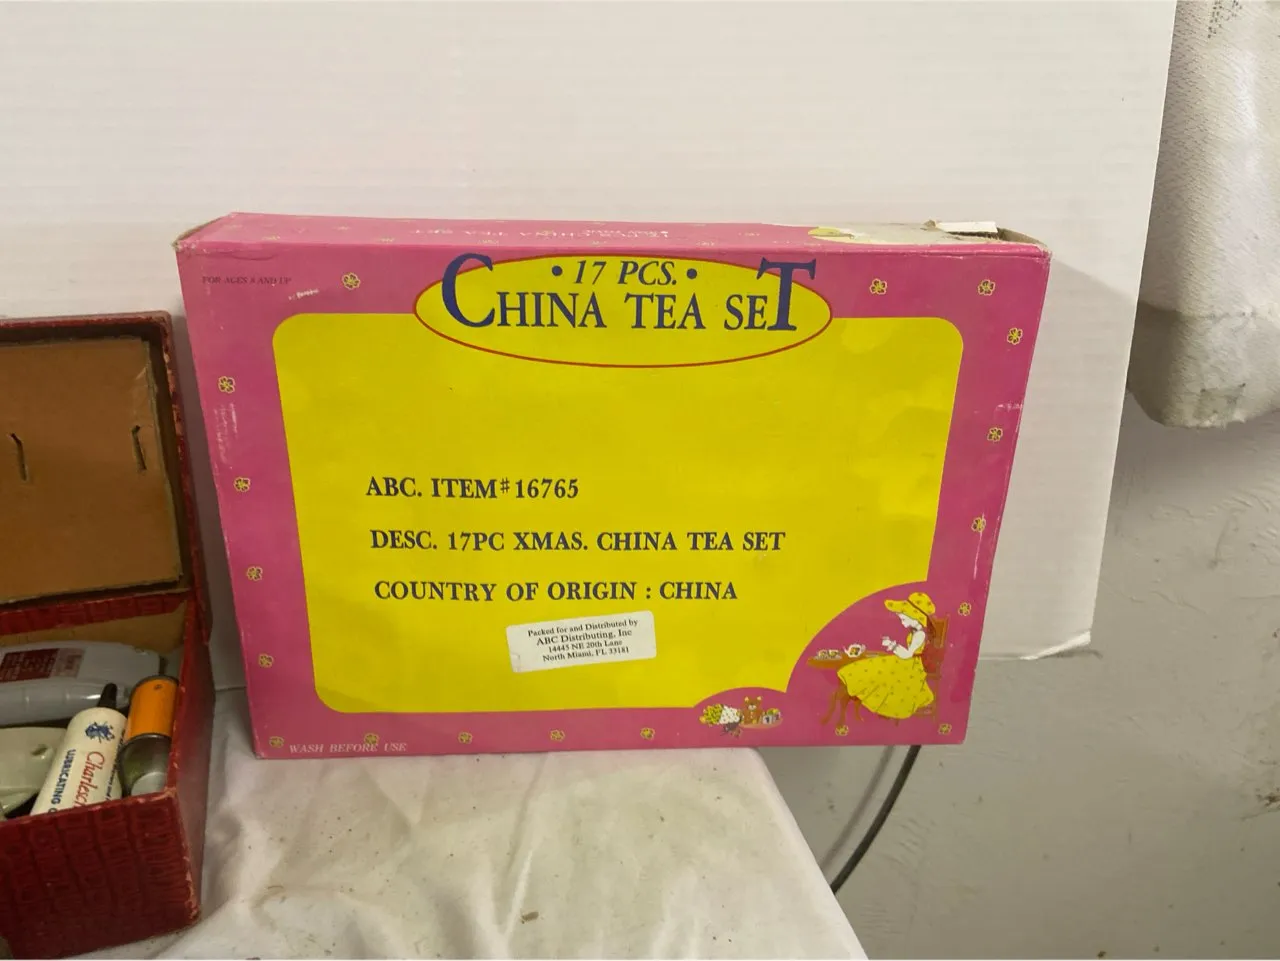 FOR AGES 8 AND UP
• 17 PCS. •
CHINA TEA SET
ABC. ITEM#16765
DESC. 17PC XMAS. CHINA TEA SET
COUNTRY OF ORIGIN : CHINA
Packed for and Distributed by
ABC Distributing, Inc
14445 NE 20th Lane
North Miami, FL 33181
WASH BEFORE USE
LUBRICATING